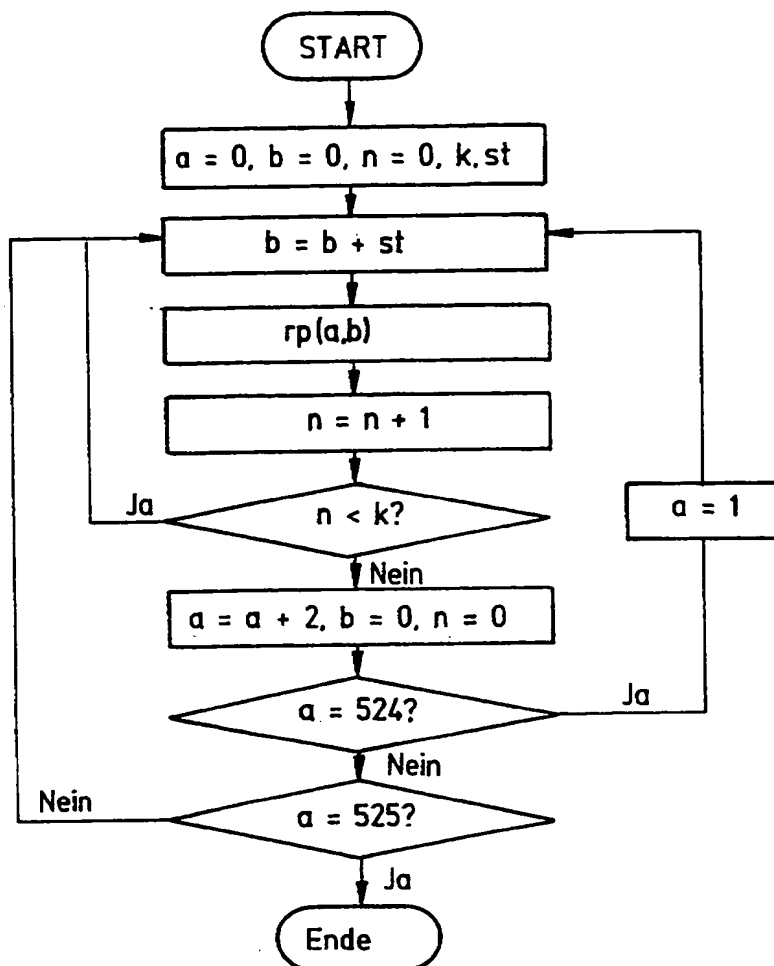 START
a = 0, b = 0, n = 0, k, st
b = b + st
rp(a,b)
n = n + 1
Ja
n < k?
a = 1
Nein
a = a + 2, b = 0, n = 0
a = 524?
Ja
Nein
Nein
a = 525?
Ja
Ende